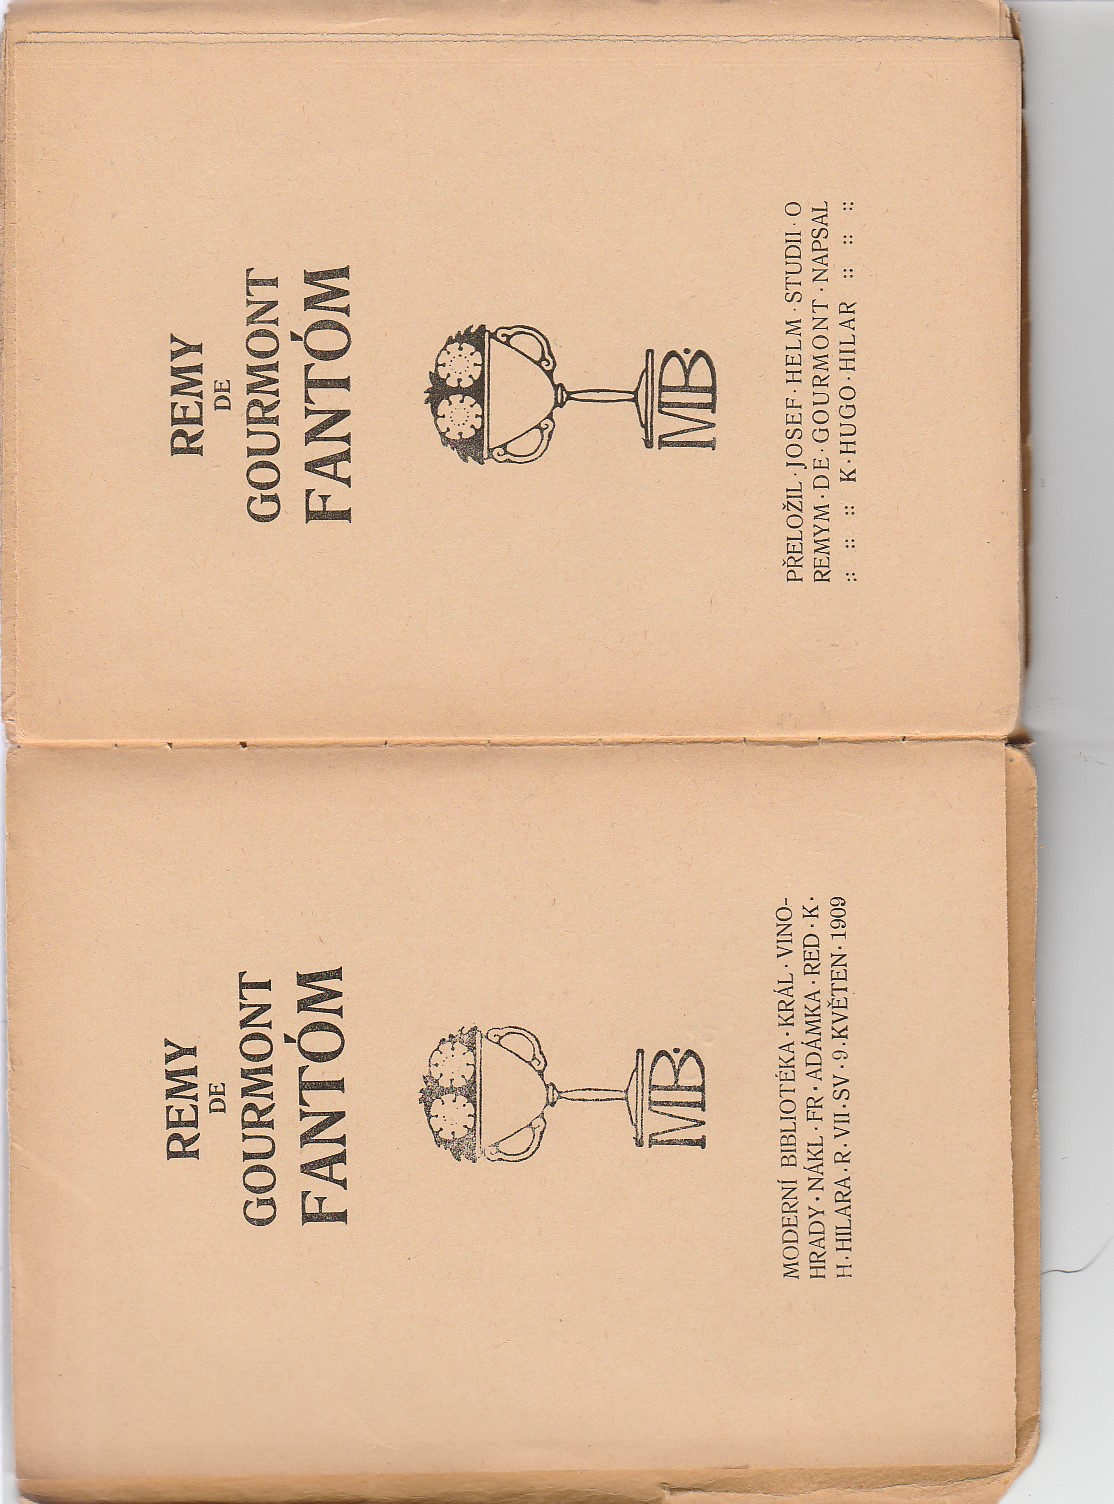 REMY
DE
GOURMONT
FANTÓM
MB·
MODERNÍ BIBLIOTÉKA · KRÁL · VINO-
HRADY · NÁKL · FR · ADÁMKA · RED · K ·
H · HILARA · R · VII · SV · 9 · KVĚTEN · 1909
REMY
DE
GOURMONT
FANTÓM
MB·
PŘELOŽIL · JOSEF · HELM · STUDII · O
REMYM · DE · GOURMONT · NAPSAL
:: :: :: K · HUGO · HILAR :: :: ::